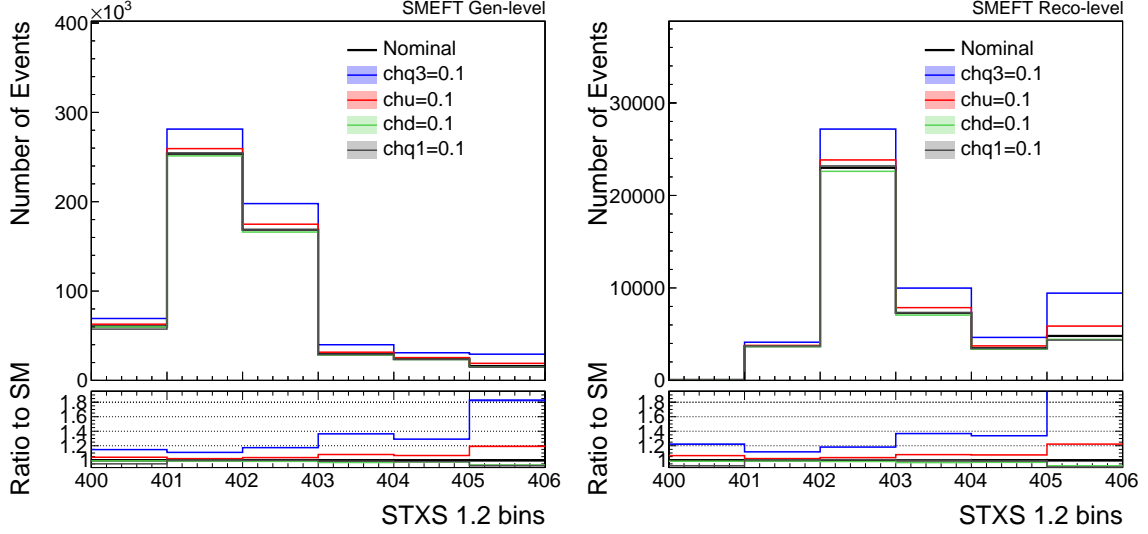 ×10³
SMEFT Gen-level
400
300
200
100
0
Number of Events
Nominal
chq3=0.1
chu=0.1
chd=0.1
chq1=0.1
1.8
1.6
1.4
1.2
1
Ratio to SM
400 401 402 403 404 405 406
STXS 1.2 bins
SMEFT Reco-level
30000
20000
10000
0
Number of Events
Nominal
chq3=0.1
chu=0.1
chd=0.1
chq1=0.1
1.8
1.6
1.4
1.2
1
Ratio to SM
400 401 402 403 404 405 406
STXS 1.2 bins